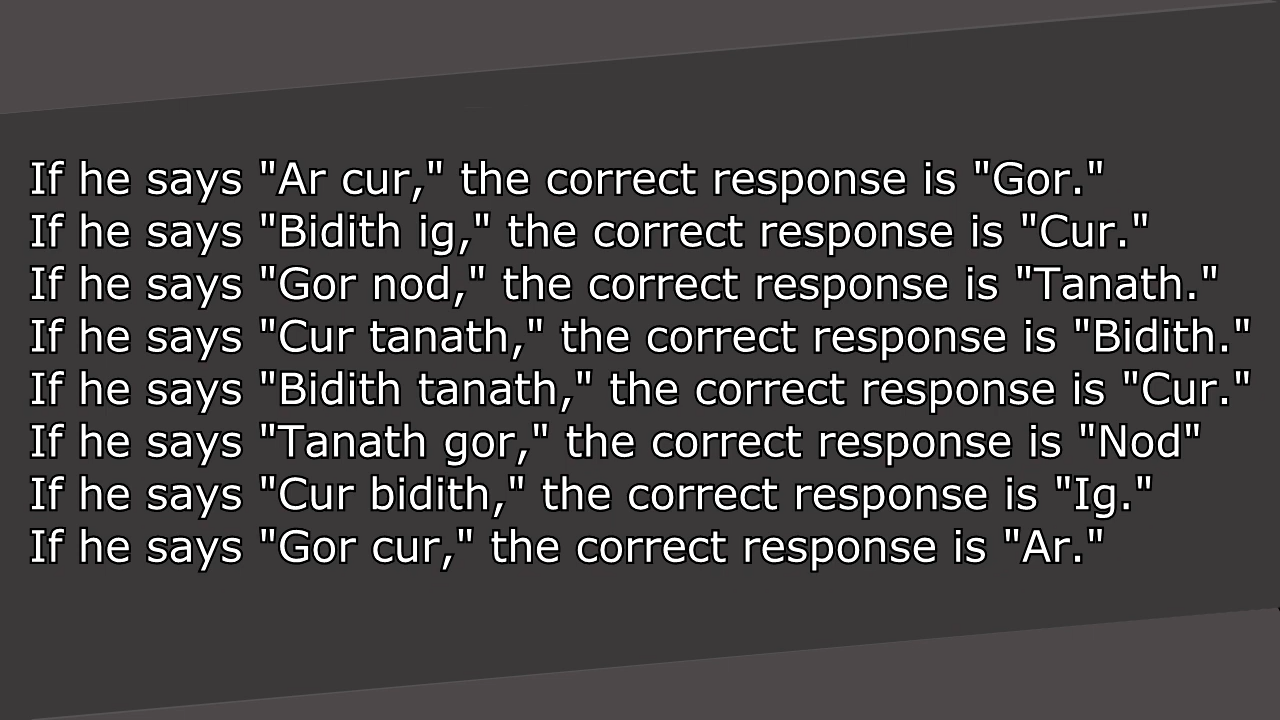 If he says "Ar cur," the correct response is "Gor."
If he says "Bidith ig," the correct response is "Cur."
If he says "Gor nod," the correct response is "Tanath."
If he says "Cur tanath," the correct response is "Bidith."
If he says "Bidith tanath," the correct response is "Cur."
If he says "Tanath gor," the correct response is "Nod"
If he says "Cur bidith," the correct response is "Ig."
If he says "Gor cur," the correct response is "Ar."